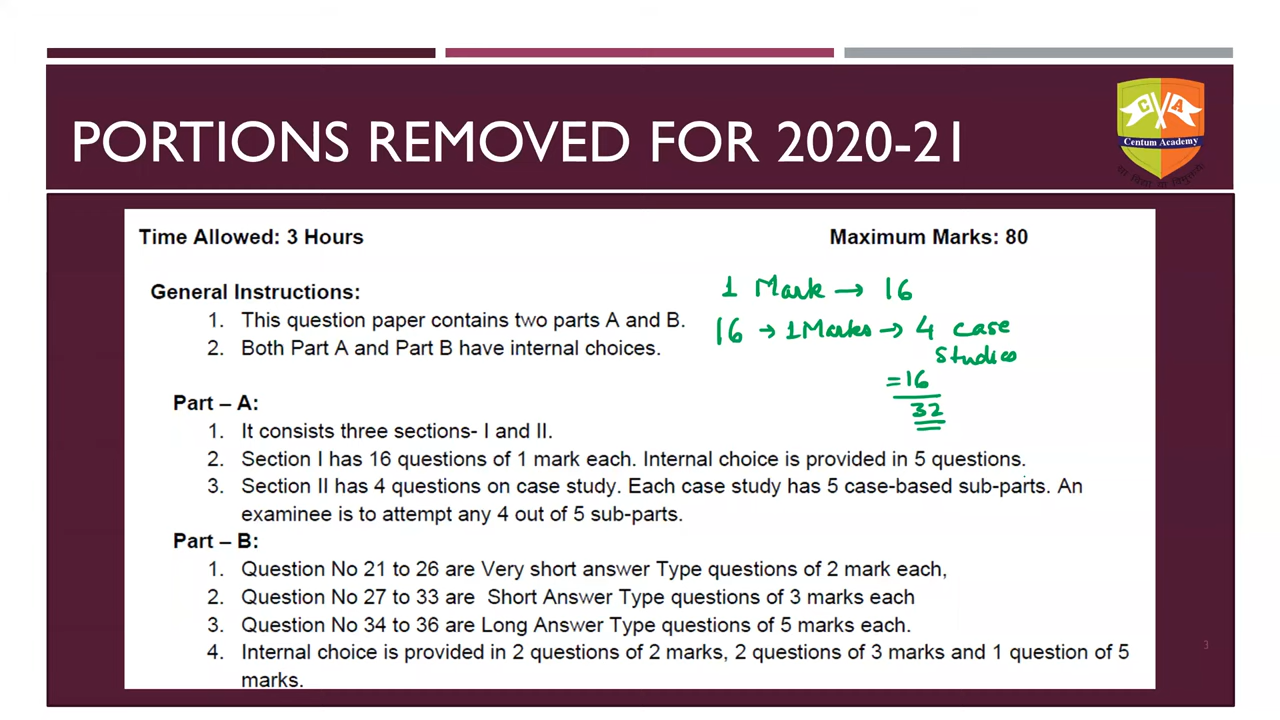 PORTIONS REMOVED FOR 2020-21
C A
Centum Academy
Time Allowed: 3 Hours
Maximum Marks: 80
General Instructions:
1. This question paper contains two parts A and B.
2. Both Part A and Part B have internal choices.
1 Mark → 16
16 → 1 Marks → 4 case
studies
=16
32
Part – A:
1. It consists three sections- I and II.
2. Section I has 16 questions of 1 mark each. Internal choice is provided in 5 questions.
3. Section II has 4 questions on case study. Each case study has 5 case-based sub-parts. An
examinee is to attempt any 4 out of 5 sub-parts.
Part – B:
1. Question No 21 to 26 are Very short answer Type questions of 2 mark each,
2. Question No 27 to 33 are Short Answer Type questions of 3 marks each
3. Question No 34 to 36 are Long Answer Type questions of 5 marks each.
4. Internal choice is provided in 2 questions of 2 marks, 2 questions of 3 marks and 1 question of 5
marks.
3